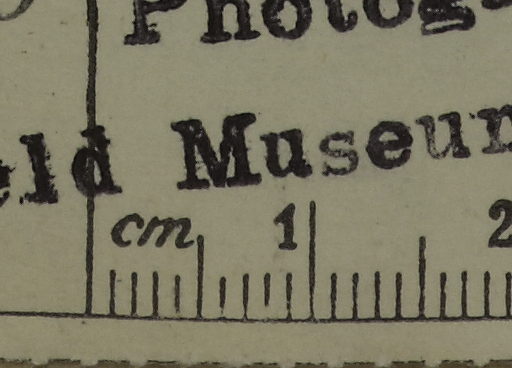 Photog
eld Museum
cm 1 2